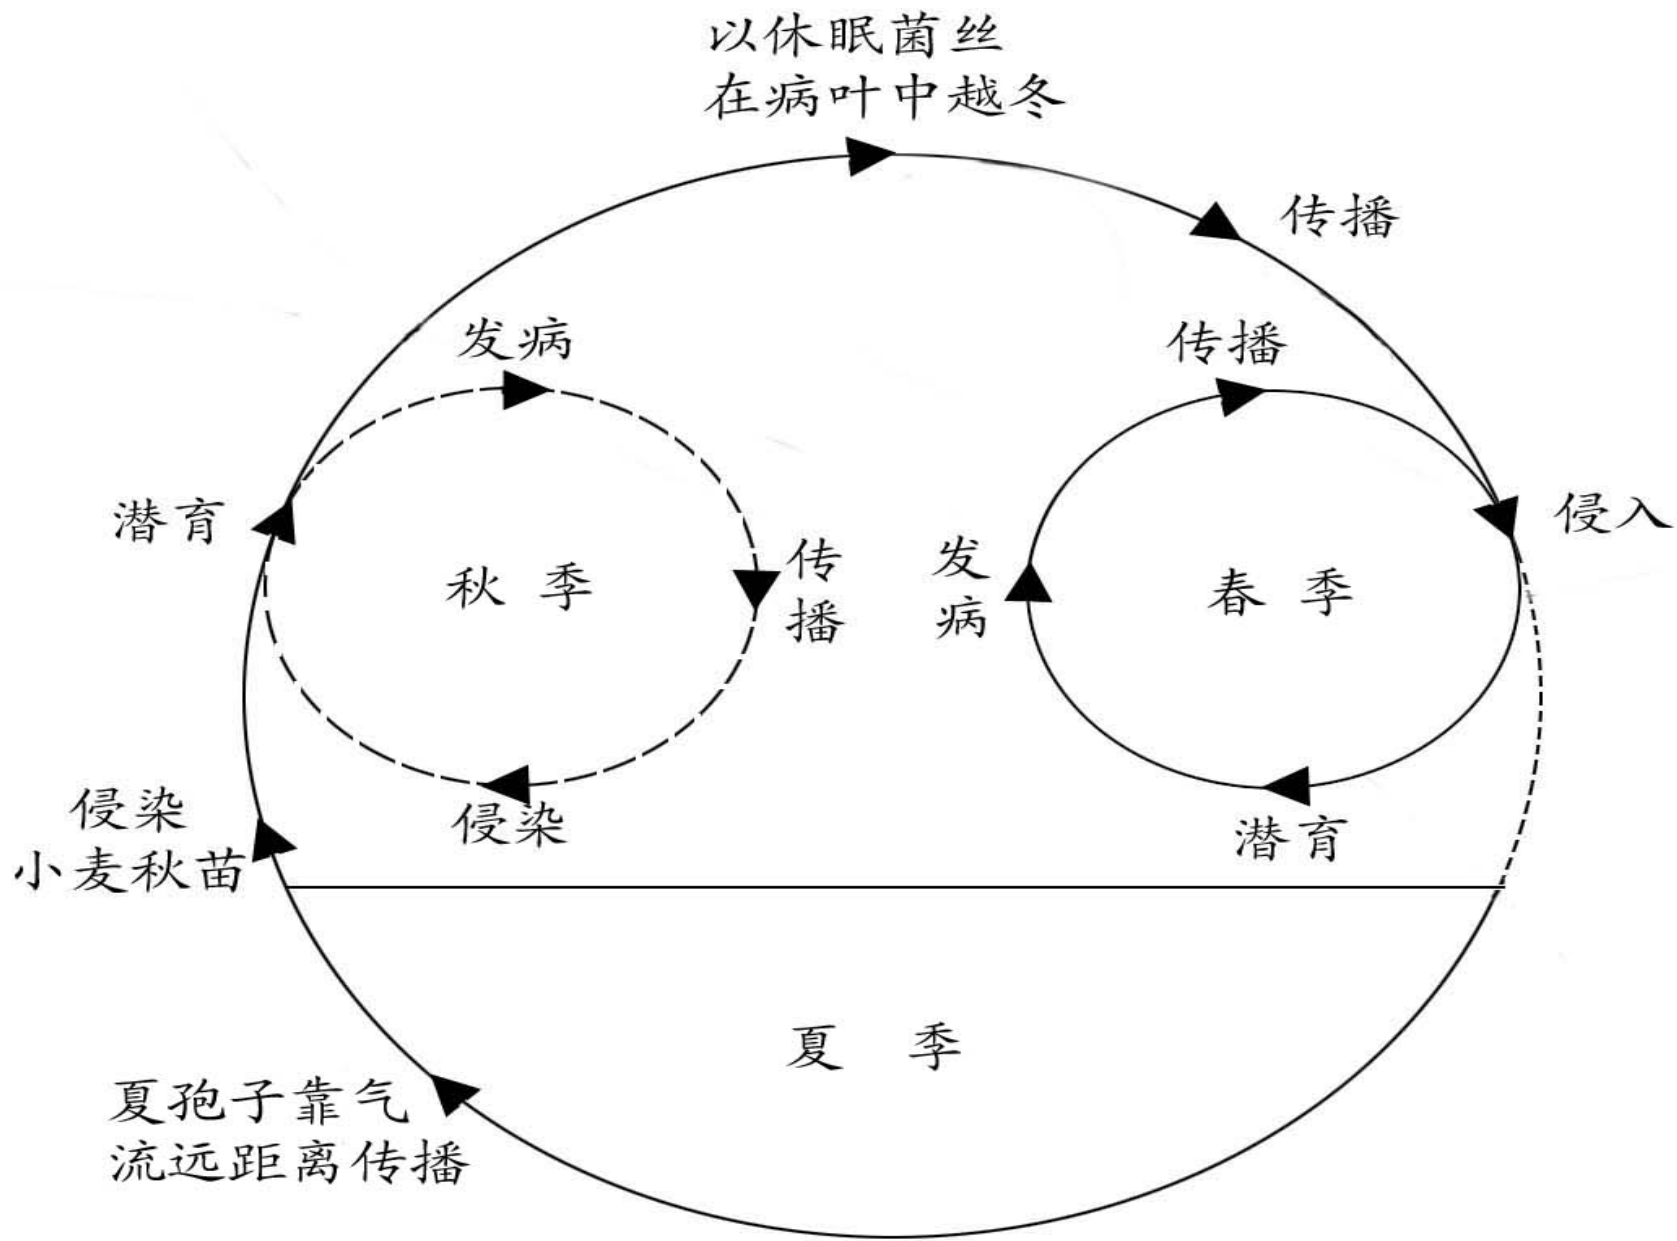 以休眠菌丝
在病叶中越冬
传播
发病
传播
潜育
侵入
秋 季
传
播
发
病
春 季
侵染
小麦秋苗
侵染
潜育
夏 季
夏孢子靠气
流远距离传播